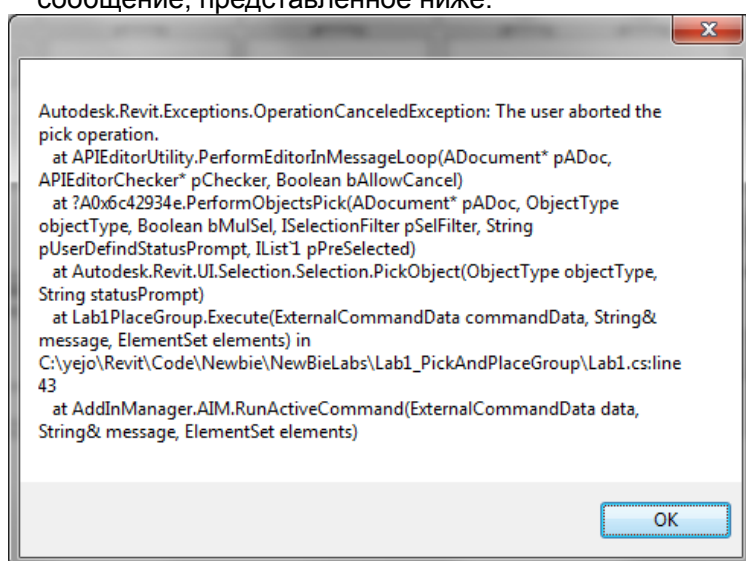 сообщение, представленное ниже.
X
Autodesk.Revit.Exceptions.OperationCanceledException: The user aborted the
pick operation.
at APIEditorUtility.PerformEditorInMessageLoop(ADocument* pADoc,
APIEditorChecker* pChecker, Boolean bAllowCancel)
at ?A0x6c42934e.PerformObjectsPick(ADocument* pADoc, ObjectType
objectType, Boolean bMulSel, ISelectionFilter pSelFilter, String
pUserDefindStatusPrompt, IList`1 pPreSelected)
at Autodesk.Revit.UI.Selection.Selection.PickObject(ObjectType objectType,
String statusPrompt)
at Lab1PlaceGroup.Execute(ExternalCommandData commandData, String&
message, ElementSet elements) in
C:\yejo\Revit\Code\Newbie\NewBieLabs\Lab1_PickAndPlaceGroup\Lab1.cs:line
43
at AddInManager.AIM.RunActiveCommand(ExternalCommandData data,
String& message, ElementSet elements)
OK